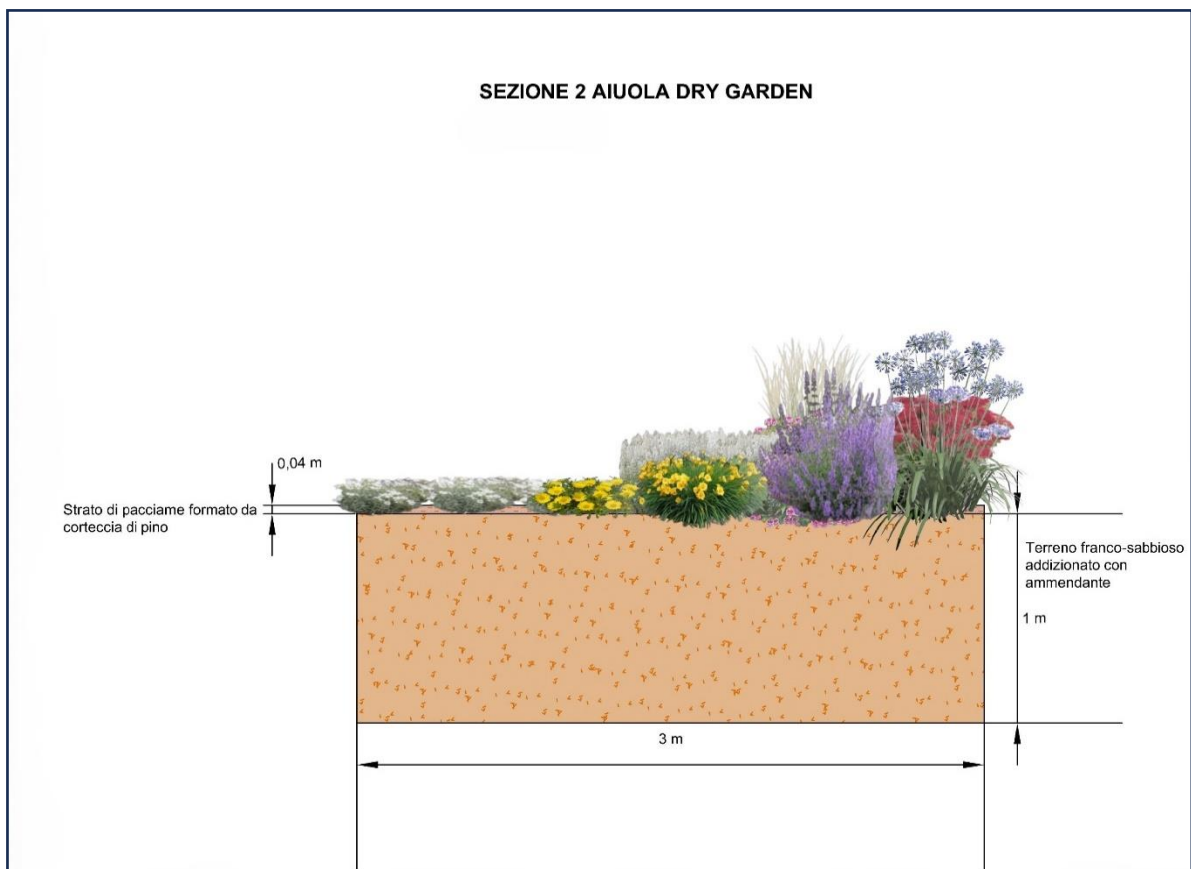 SEZIONE 2 AIUOLA DRY GARDEN
0,04 m
Strato di pacciame formato da
corteccia di pino
Terreno franco-sabbioso
addizionato con
ammendante
1 m
3 m